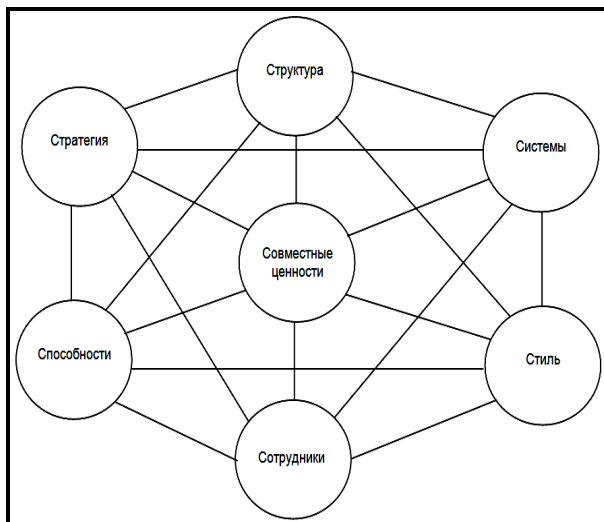 Структура
Стратегия
Системы
Совместные
ценности
Способности
Стиль
Сотрудники